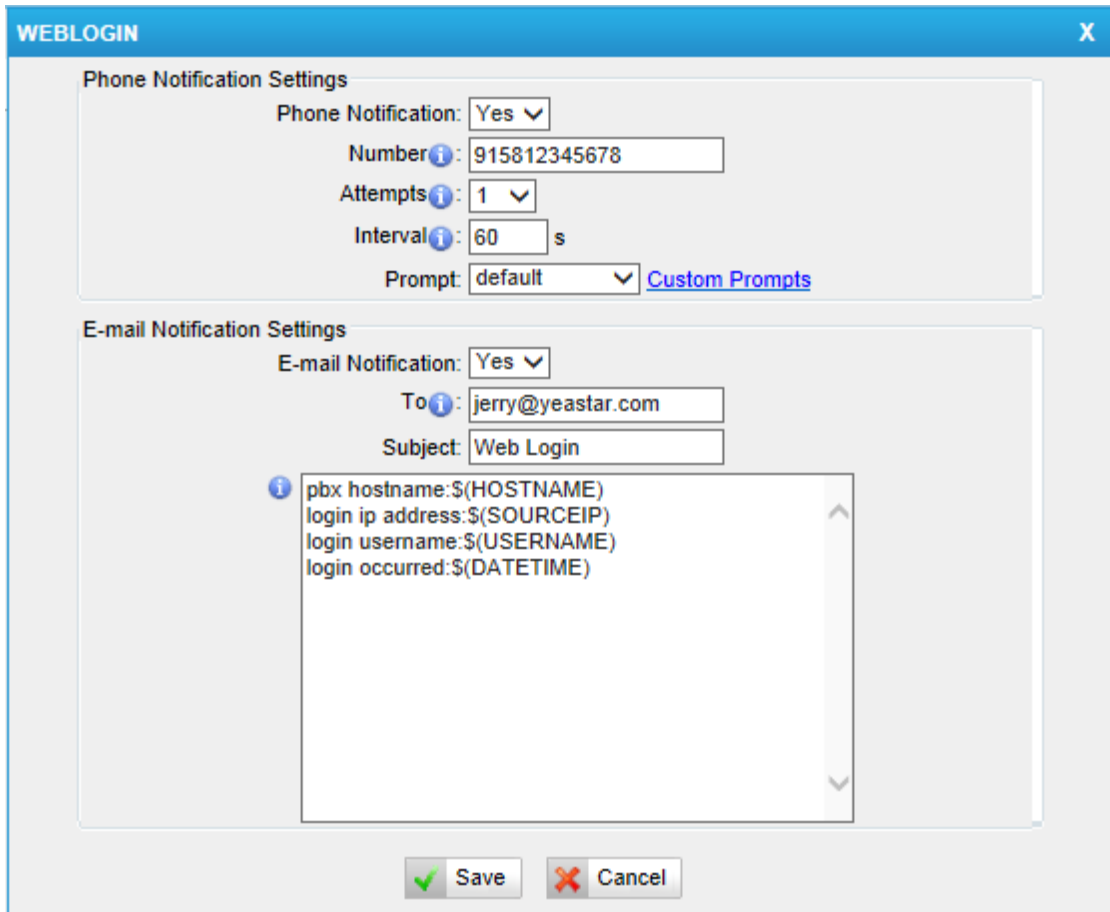 WEBLOGIN X
Phone Notification Settings
Phone Notification: Yes
Number: 915812345678
Attempts: 1
Interval: 60 s
Prompt: default Custom Prompts
E-mail Notification Settings
E-mail Notification: Yes
To: jerry@yeastar.com
Subject: Web Login
pbx hostname:$(HOSTNAME)
login ip address:$(SOURCEIP)
login username:$(USERNAME)
login occurred:$(DATETIME)
Save Cancel